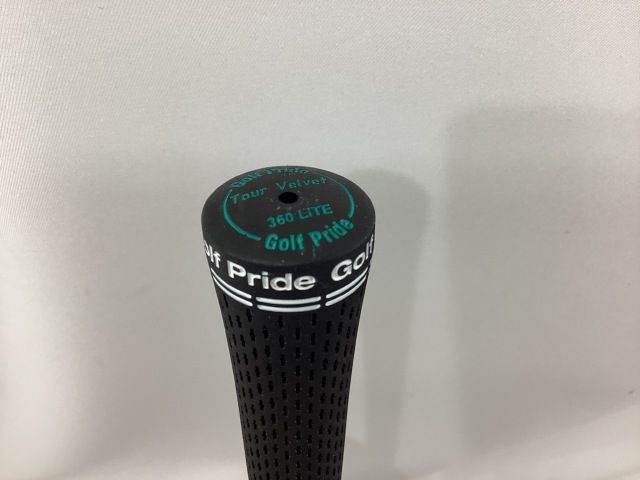 Golf Pride
Tour Velvet
360 LITE
Golf Pride
olf Pride Golf